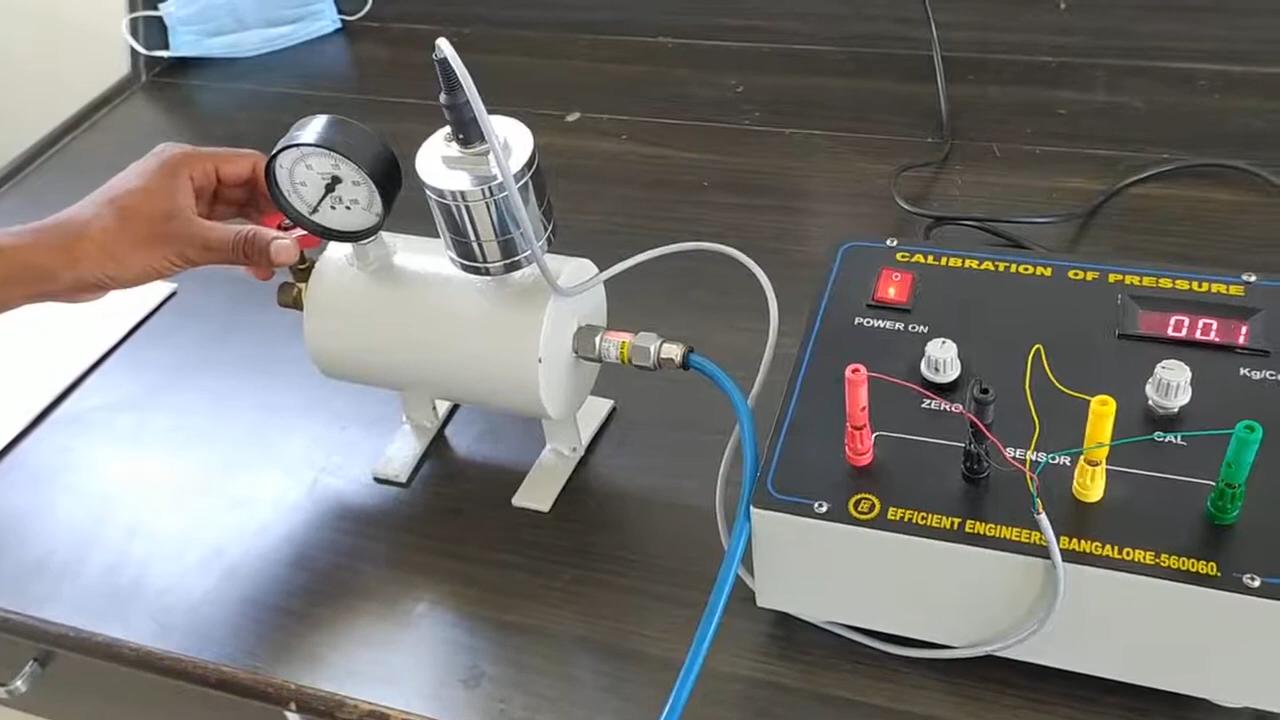 CALIBRATION OF PRESSURE
POWER ON
00.1
Kg/C
ZERO
CAL
SENSOR
EFFICIENT ENGINEERS, BANGALORE-560060.